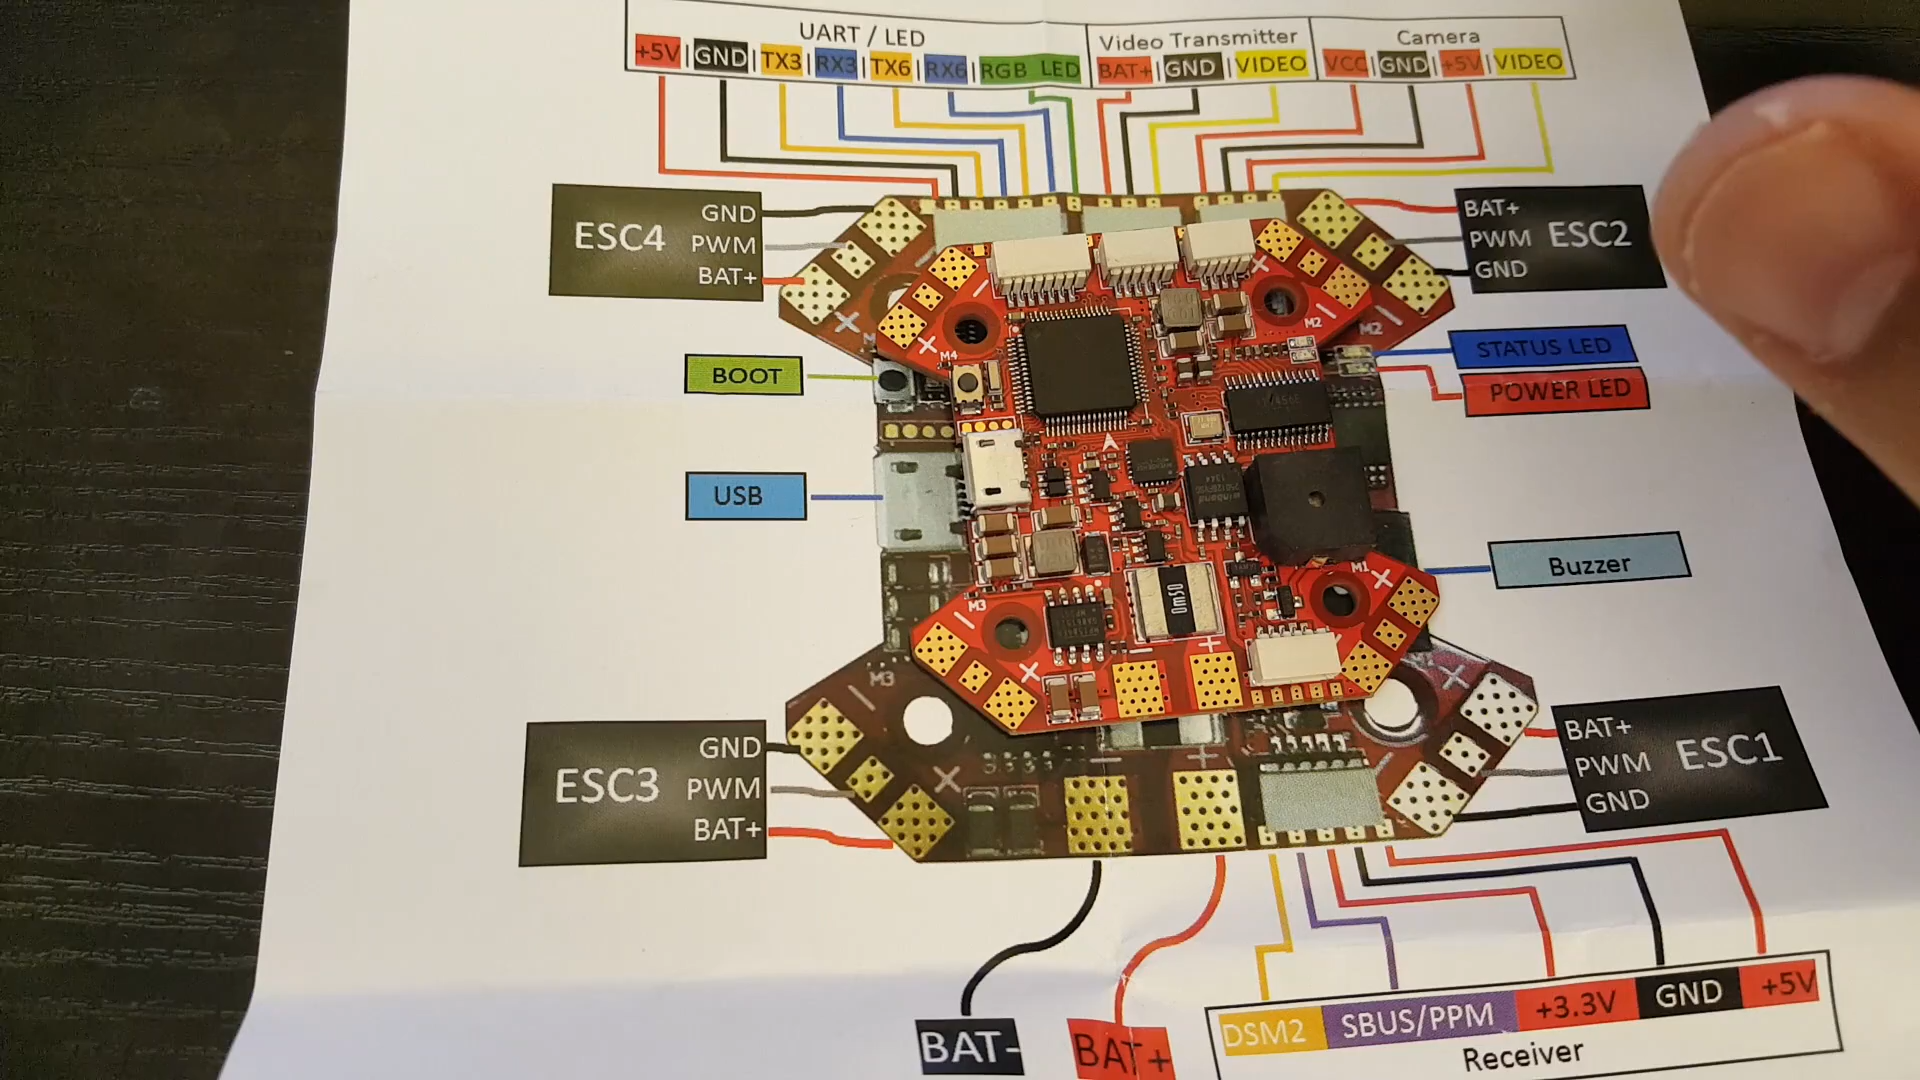 UART / LED
+5V | GND | TX3 | RX3 | TX6 | RX6 | RGB LED
Video Transmitter
BAT+ | GND | VIDEO
Camera
VCC | GND | +5V | VIDEO
ESC4
GND
PWM
BAT+
BAT+
PWM
GND
ESC2
BOOT
STATUS LED
POWER LED
USB
Buzzer
M4
M2
M2
M3
M1
M3
winbond
0m50
ESC3
GND
PWM
BAT+
BAT+
PWM
GND
ESC1
BAT-
BAT+
DSM2 SBUS/PPM +3.3V GND +5V
Receiver